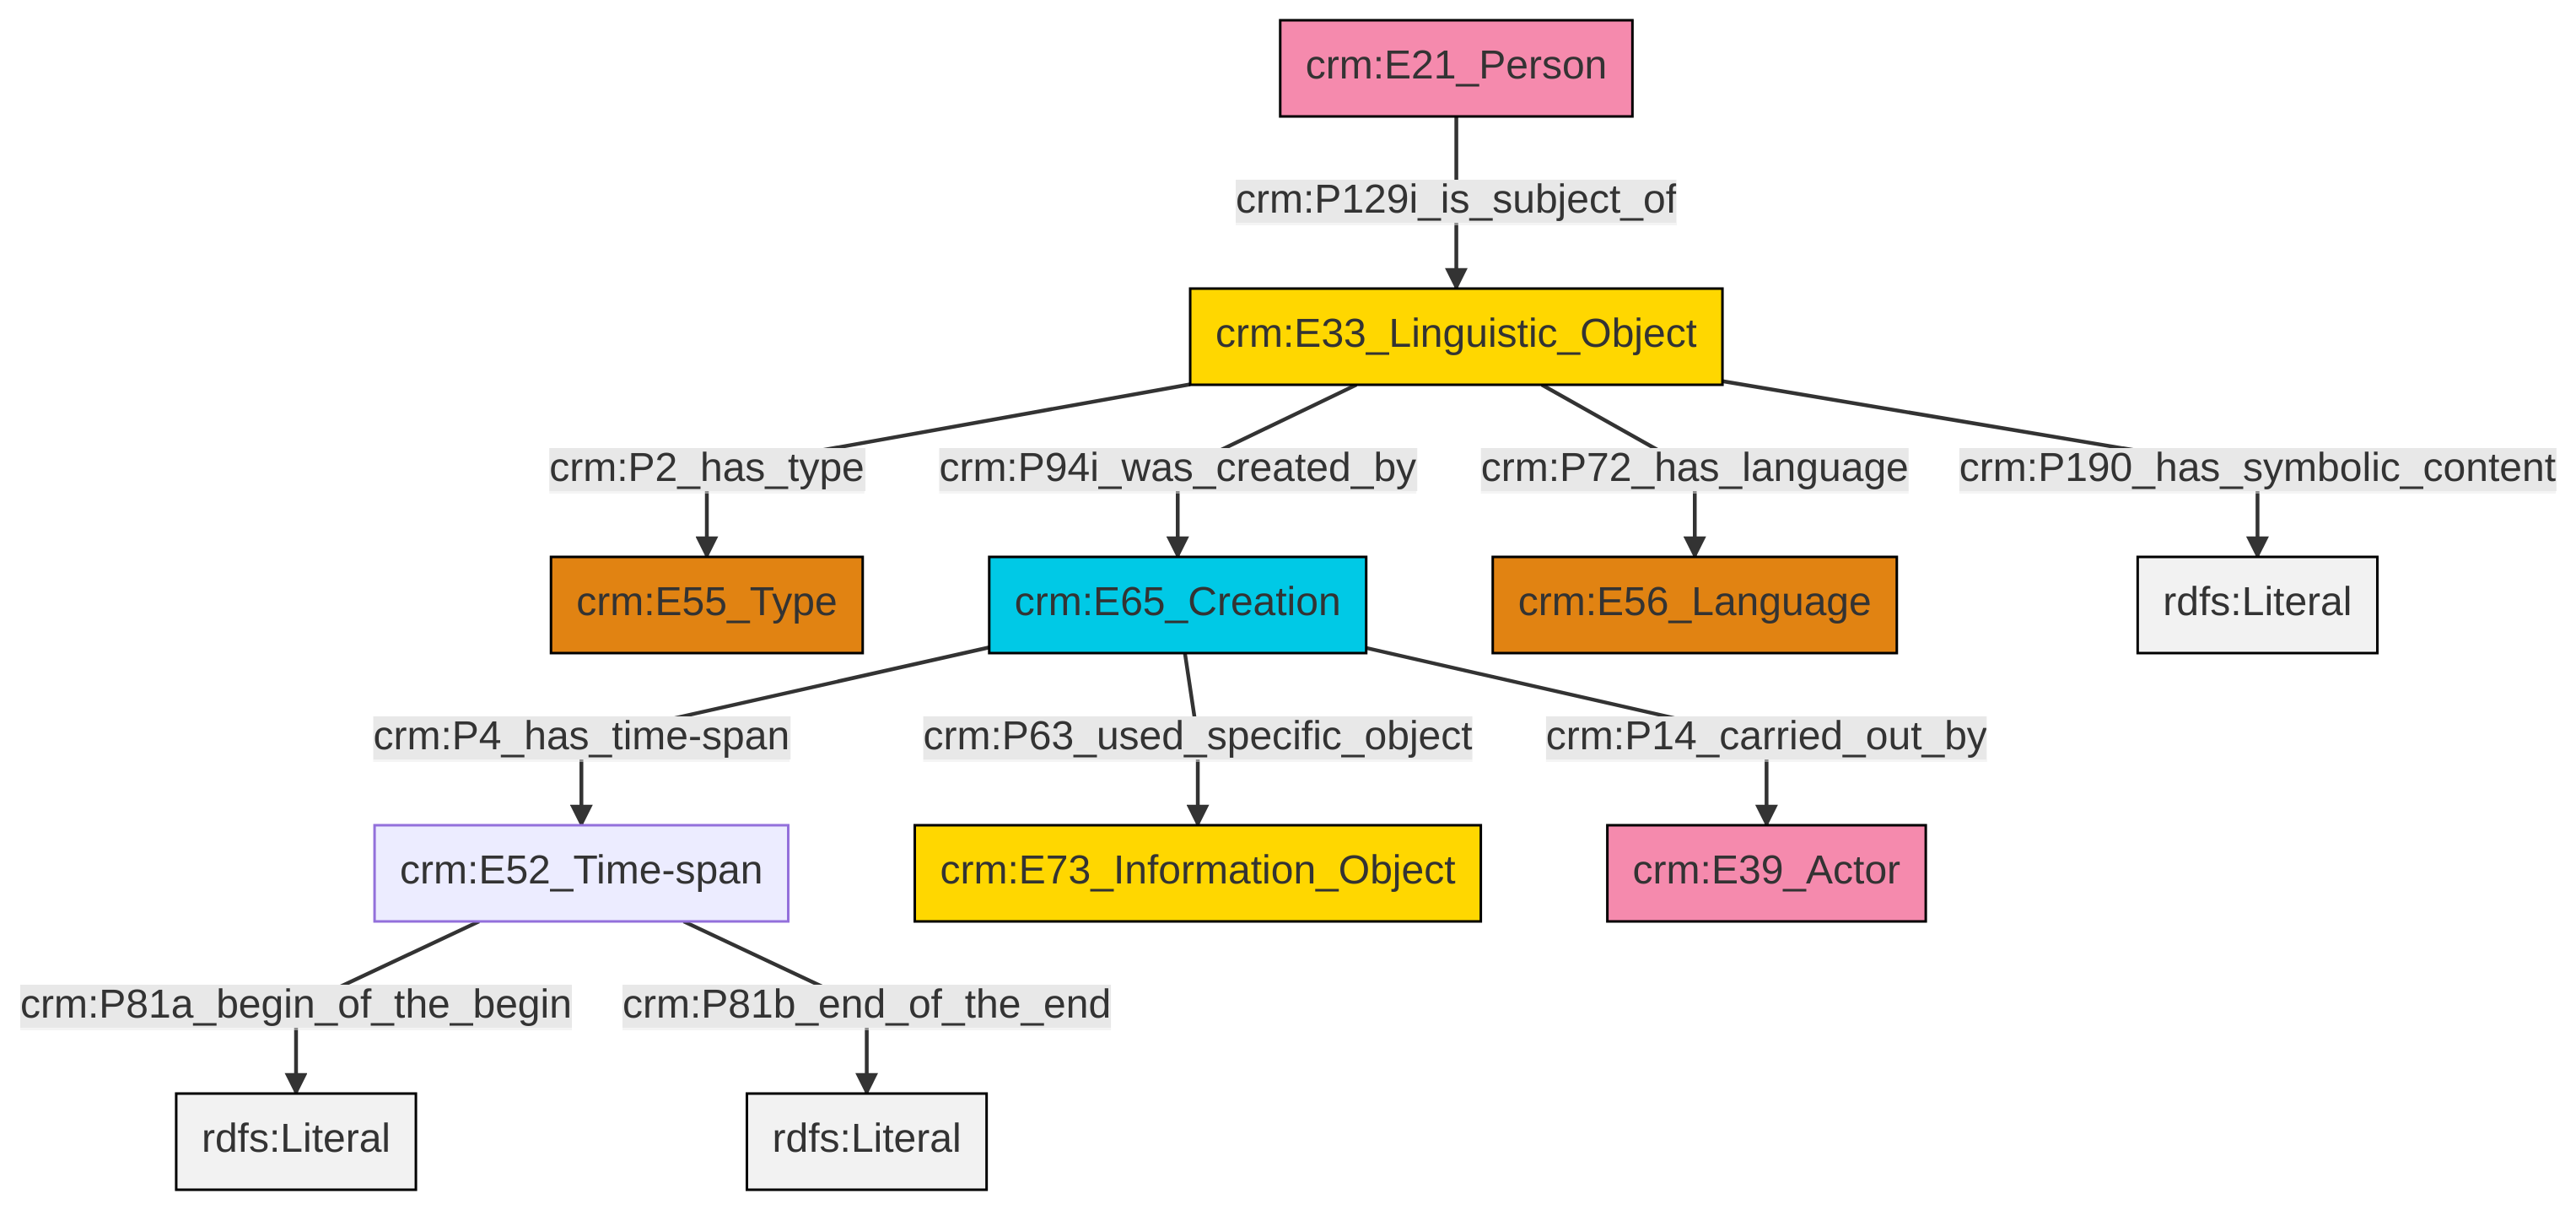 crm:E21_Person
crm:P129i_is_subject_of
crm:E33_Linguistic_Object
crm:P2_has_type
crm:P94i_was_created_by
crm:P72_has_language
crm:P190_has_symbolic_content
crm:E55_Type
crm:E65_Creation
crm:E56_Language
rdfs:Literal
crm:P4_has_time-span
crm:P63_used_specific_object
crm:P14_carried_out_by
crm:E52_Time-span
crm:E73_Information_Object
crm:E39_Actor
crm:P81a_begin_of_the_begin
crm:P81b_end_of_the_end
rdfs:Literal
rdfs:Literal